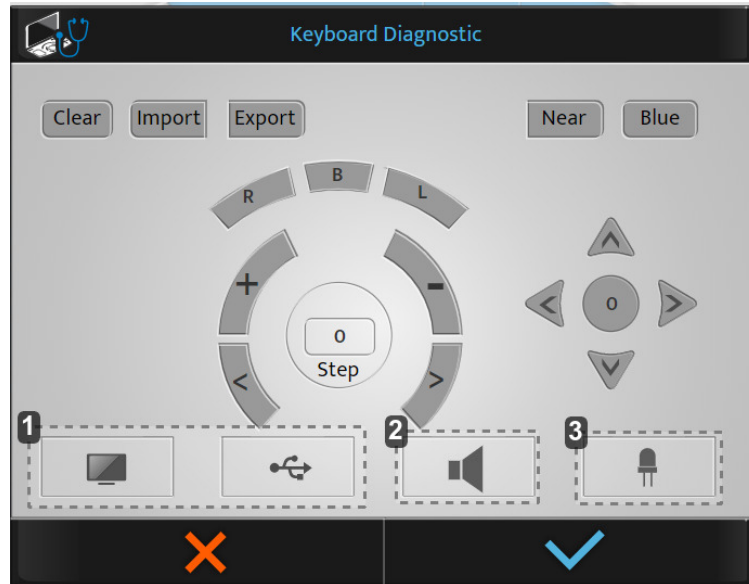 Keyboard Diagnostic
Clear Import Export Near Blue
R B L
+ -
0 0
Step
< >
1 2 3